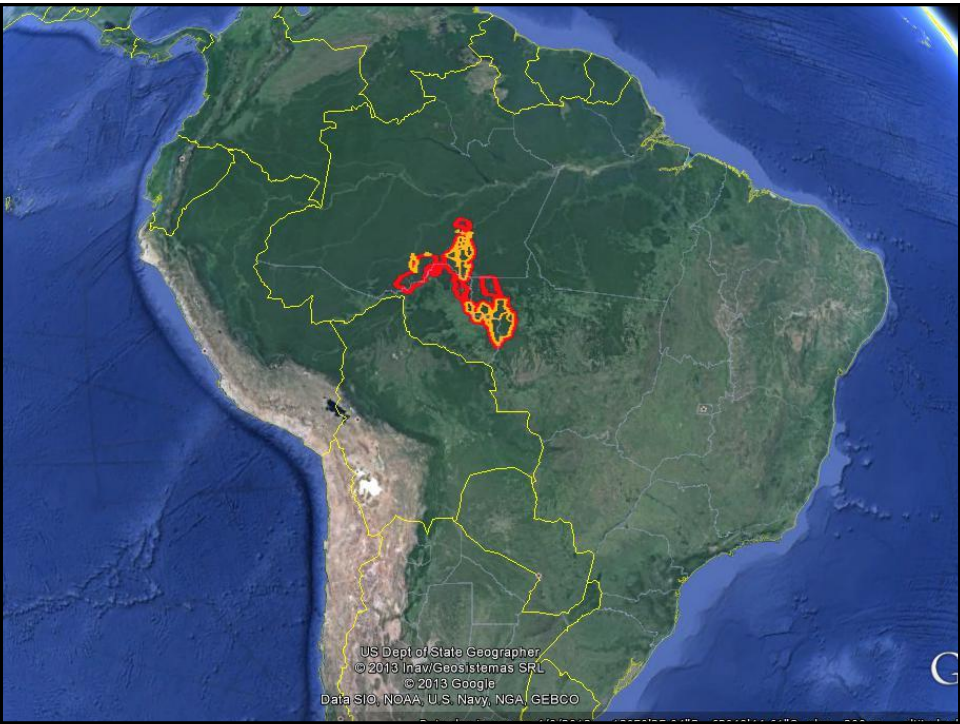 US Dept of State Geographer
© 2013 Inav/Geosistemas SRL
© 2013 Google
Data SIO, NOAA, U.S. Navy, NGA, GEBCO
G